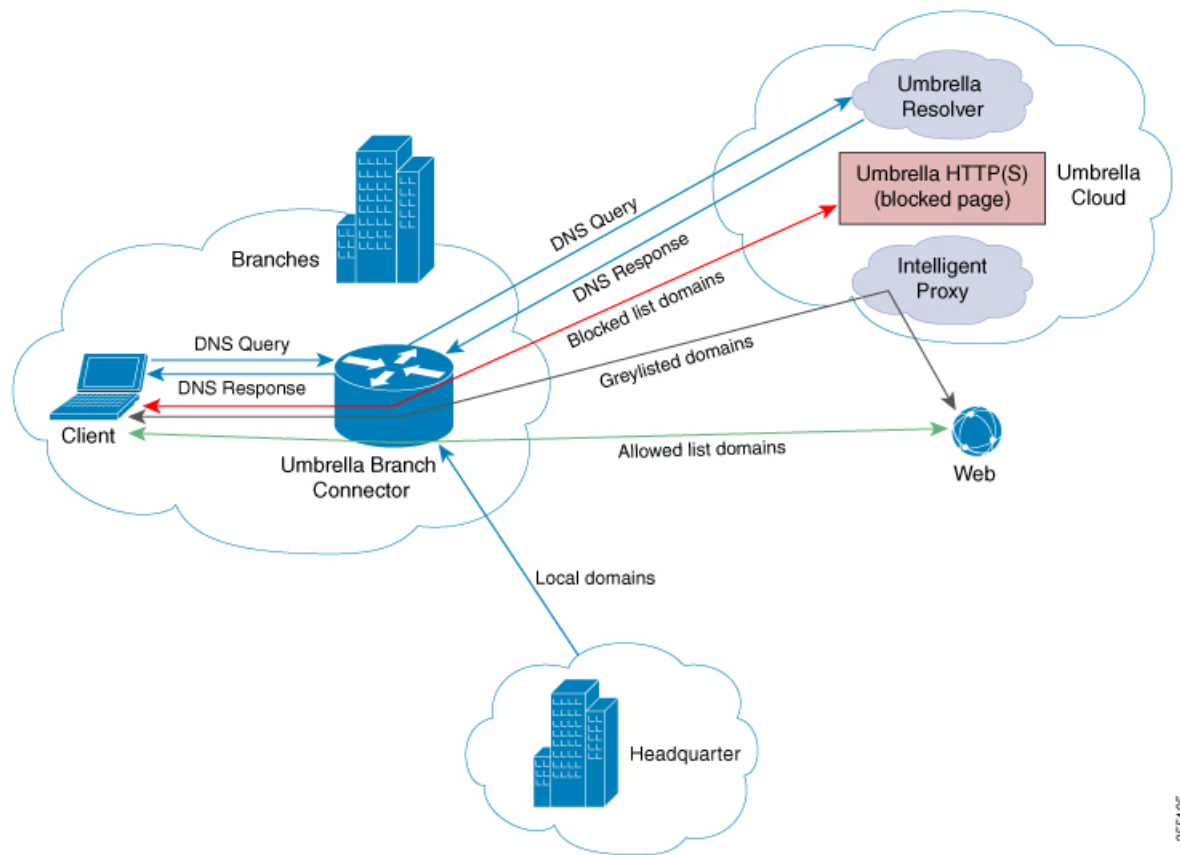 Umbrella
Resolver
Umbrella HTTP(S)
(blocked page)
Umbrella
Cloud
Intelligent
Proxy
Branches
DNS Query
DNS Response
Blocked list domains
Greylisted domains
DNS Query
DNS Response
Client
Umbrella Branch
Connector
Allowed list domains
Web
Local domains
Headquarter